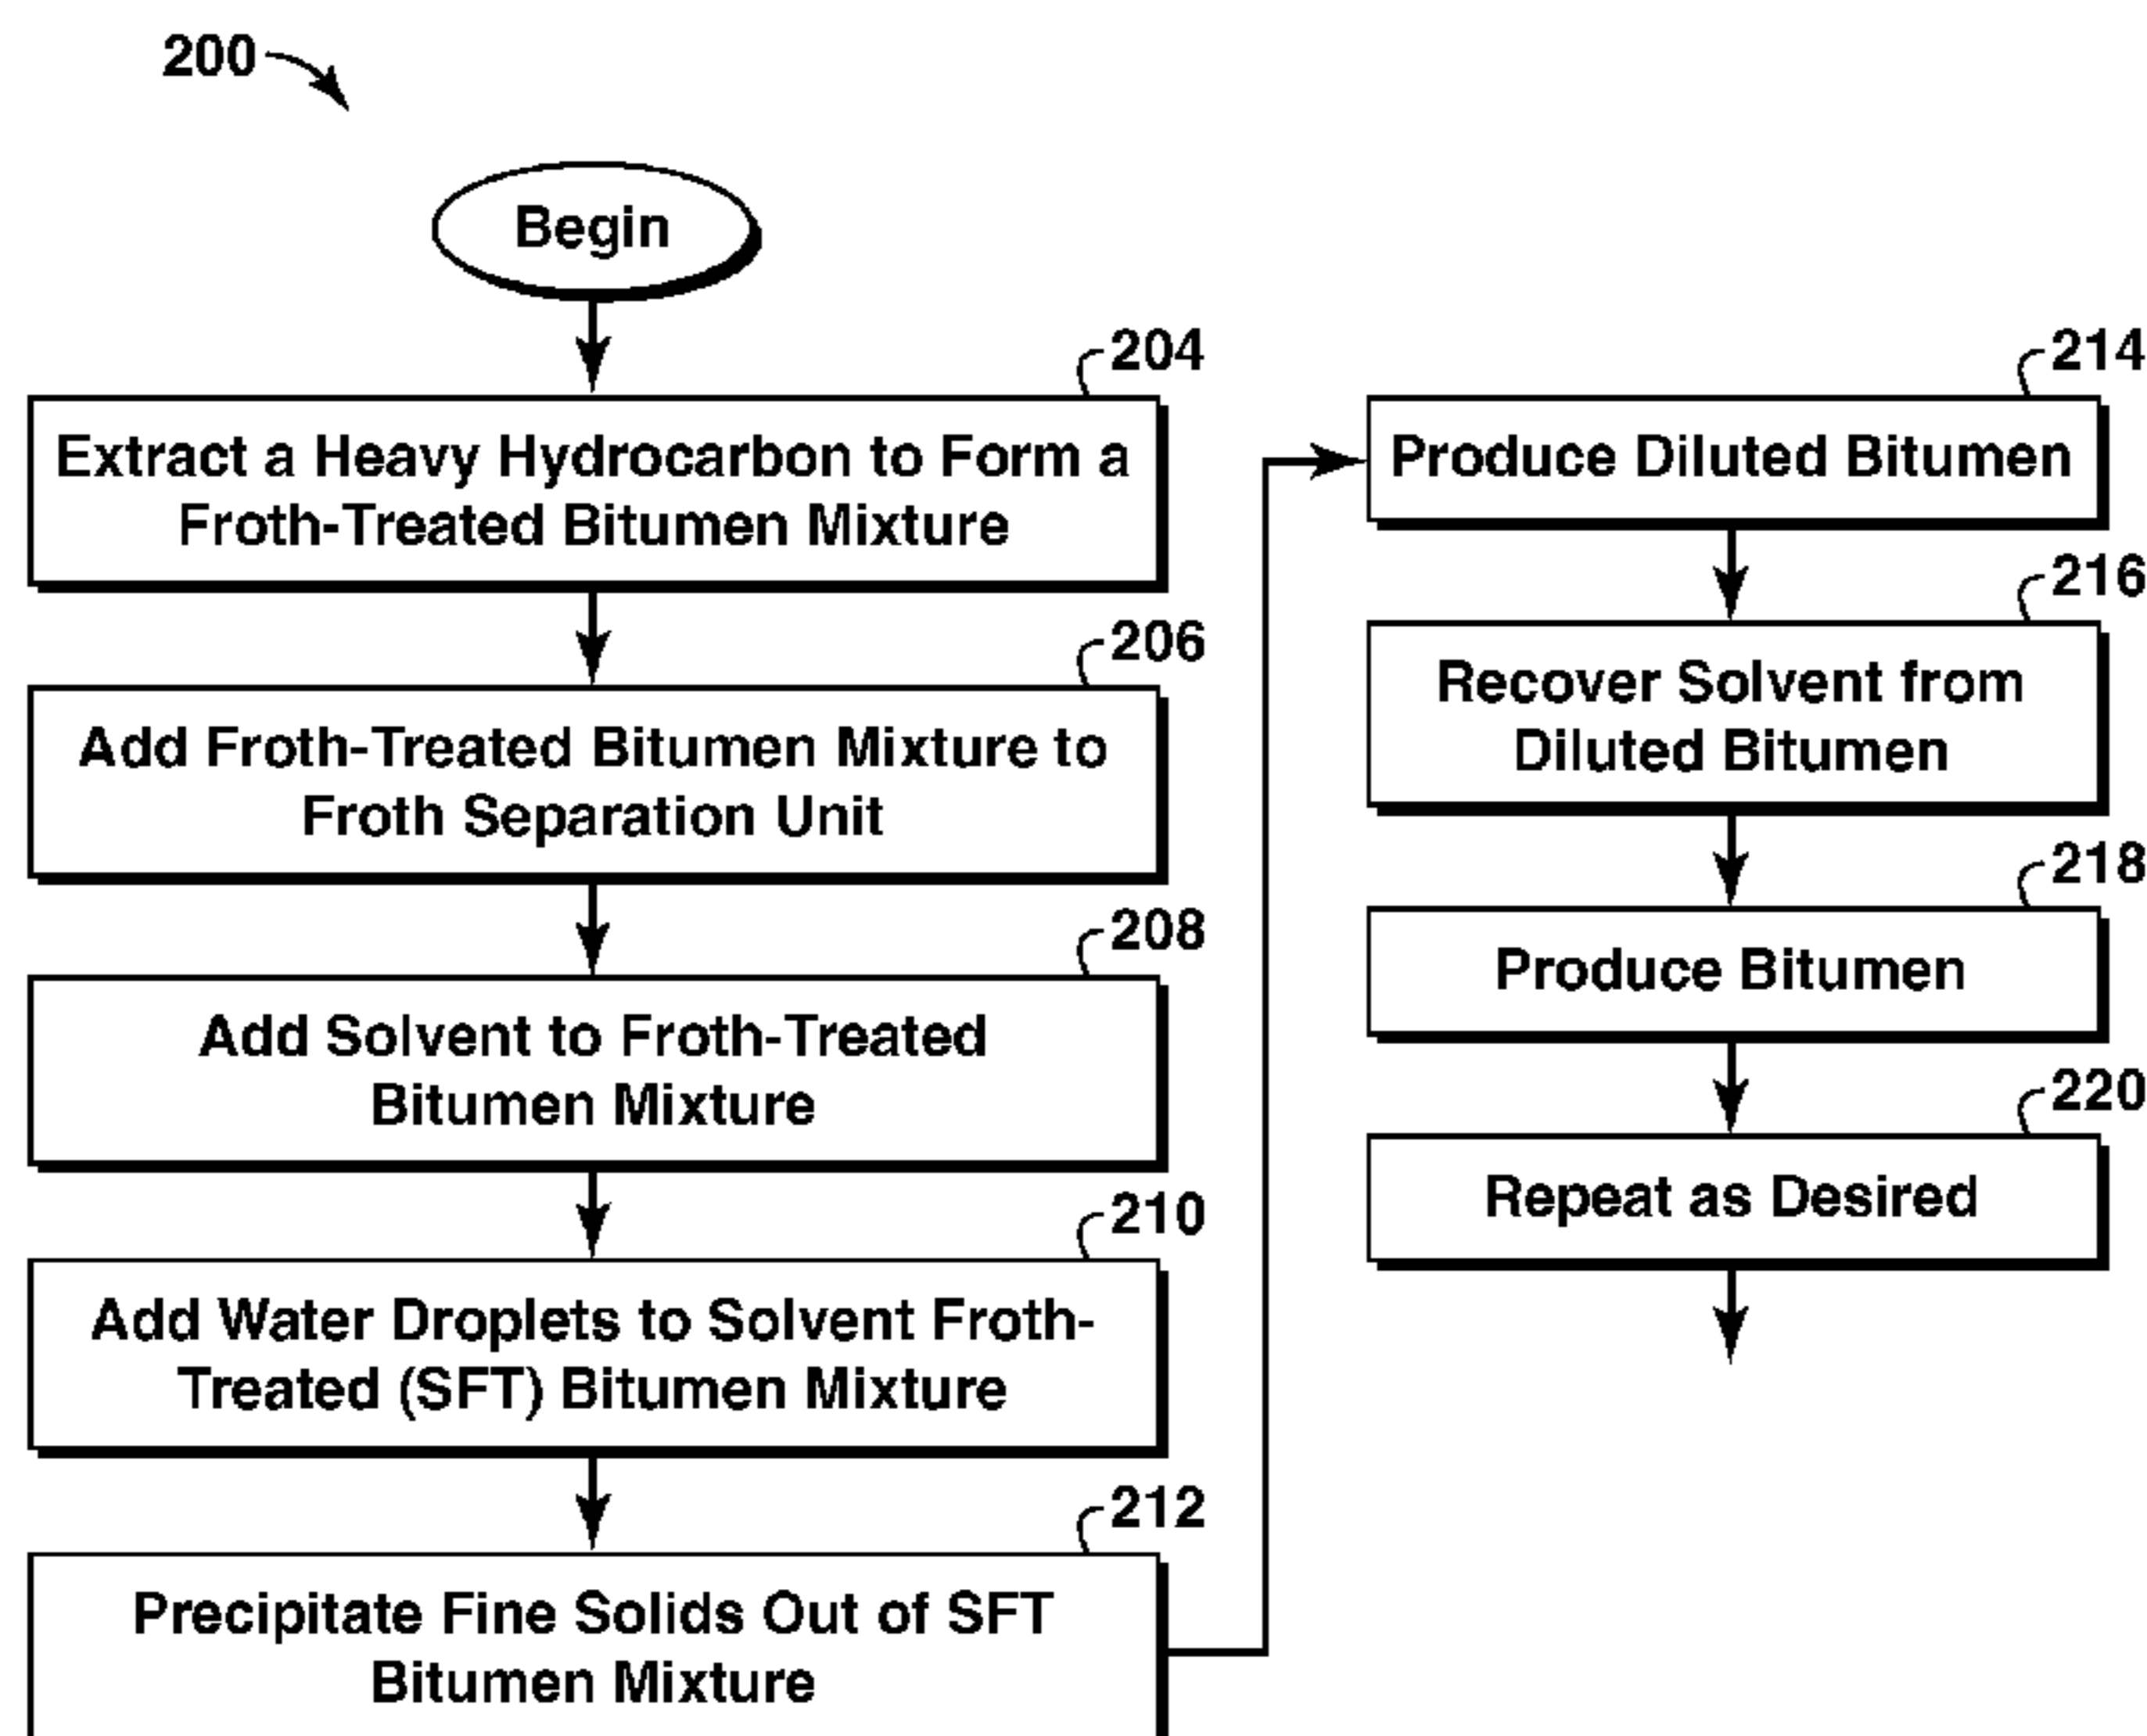 200
Begin
204
Extract a Heavy Hydrocarbon to Form a
Froth-Treated Bitumen Mixture
206
Add Froth-Treated Bitumen Mixture to
Froth Separation Unit
208
Add Solvent to Froth-Treated
Bitumen Mixture
210
Add Water Droplets to Solvent Froth-
Treated (SFT) Bitumen Mixture
212
Precipitate Fine Solids Out of SFT
Bitumen Mixture
214
Produce Diluted Bitumen
216
Recover Solvent from
Diluted Bitumen
218
Produce Bitumen
220
Repeat as Desired